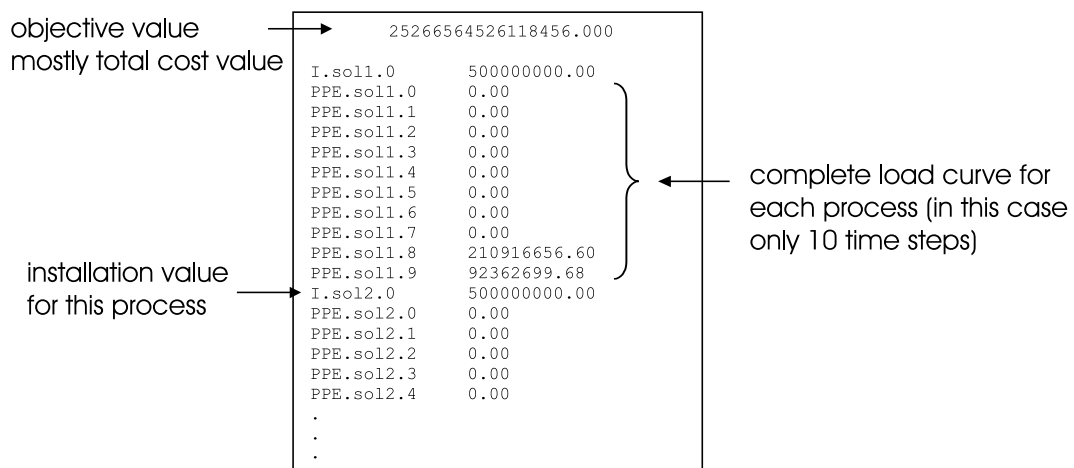 objective value
mostly total cost value
25266564526118456.000
I.sol1.0 500000000.00
PPE.sol1.0 0.00
PPE.sol1.1 0.00
PPE.sol1.2 0.00
PPE.sol1.3 0.00
PPE.sol1.4 0.00
PPE.sol1.5 0.00
PPE.sol1.6 0.00
PPE.sol1.7 0.00
PPE.sol1.8 210916656.60
PPE.sol1.9 92362699.68
complete load curve for
each process (in this case
only 10 time steps)
installation value
for this process
I.sol2.0 500000000.00
PPE.sol2.0 0.00
PPE.sol2.1 0.00
PPE.sol2.2 0.00
PPE.sol2.3 0.00
PPE.sol2.4 0.00
.
.
.